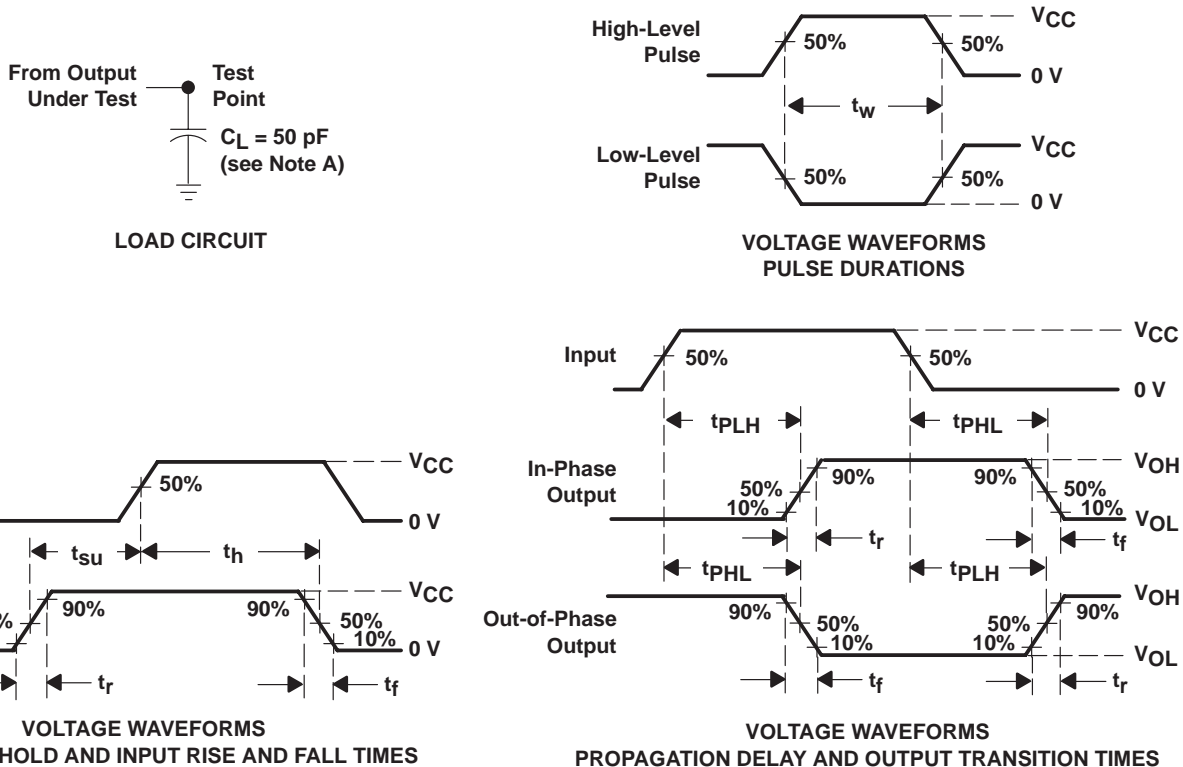 From Output
Under Test
Test
Point
CL = 50 pF
(see Note A)
LOAD CIRCUIT
High-Level
Pulse
50%
50%
VCC
0 V
tw
Low-Level
Pulse
50%
50%
VCC
0 V
VOLTAGE WAVEFORMS
PULSE DURATIONS
50%
VCC
0 V
tsu
th
%
90%
90%
50%
10%
VCC
0 V
tr
tf
VOLTAGE WAVEFORMS
HOLD AND INPUT RISE AND FALL TIMES
Input
50%
50%
VCC
0 V
tPLH
tPHL
In-Phase
Output
50%
10%
90%
90%
50%
10%
VOH
VOL
tr
tf
tPHL
tPLH
Out-of-Phase
Output
90%
50%
10%
50%
10%
90%
VOH
VOL
tf
tr
VOLTAGE WAVEFORMS
PROPAGATION DELAY AND OUTPUT TRANSITION TIMES